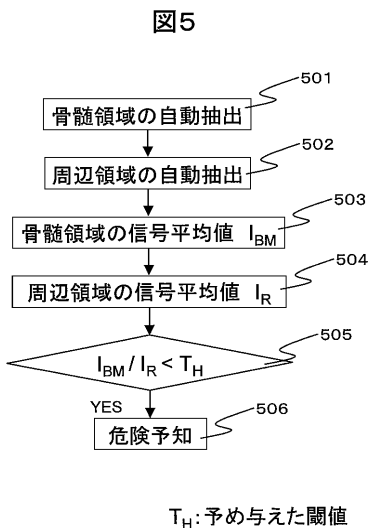 図5
501
骨髄領域の自動抽出
502
周辺領域の自動抽出
503
骨髄領域の信号平均値 I_BM
504
周辺領域の信号平均値 I_R
505
I_BM / I_R < T_H
YES
506
危険予知
T_H: 予め与えた閾値